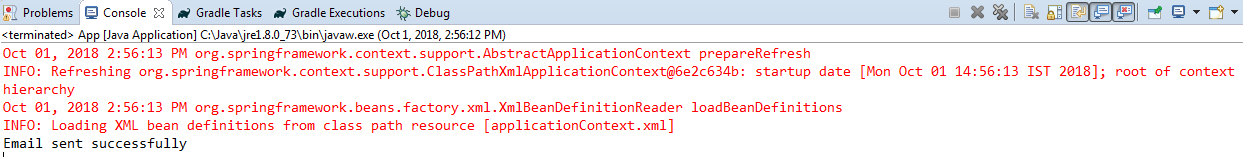 Problems Console Gradle Tasks Gradle Executions Debug
<terminated> App [Java Application] C:\Java\jre1.8.0_73\bin\javaw.exe (Oct 1, 2018 2:56:12 PM)
Oct 01, 2018 2:56:13 PM org.springframework.context.support.AbstractApplicationContext prepareRefresh
INFO: Refreshing org.springframework.context.support.ClassPathXmlApplicationContext@6e2c634b: startup date [Mon Oct 01 14:56:13 IST 2018]; root of context
hierarchy
Oct 01, 2018 2:56:13 PM org.springframework.beans.factory.xml.XmlBeanDefinitionReader loadBeanDefinitions
INFO: Loading XML bean definitions from class path resource [applicationContext.xml]
Email sent successfully